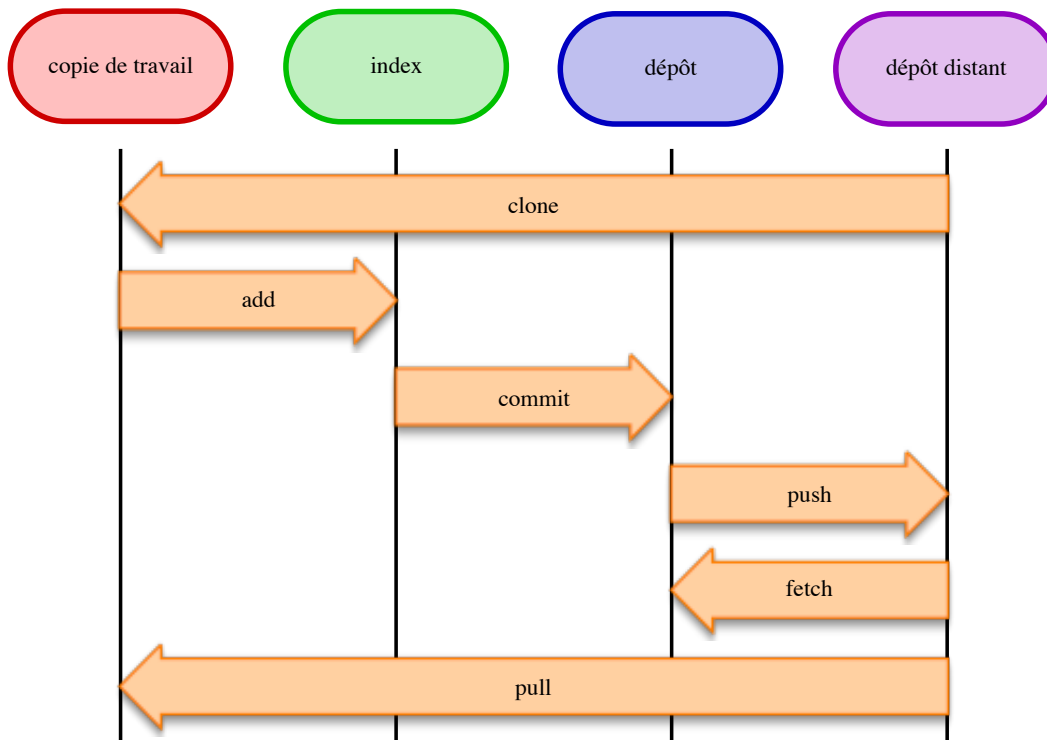 copie de travail
index
dépôt
dépôt distant
clone
add
commit
push
fetch
pull